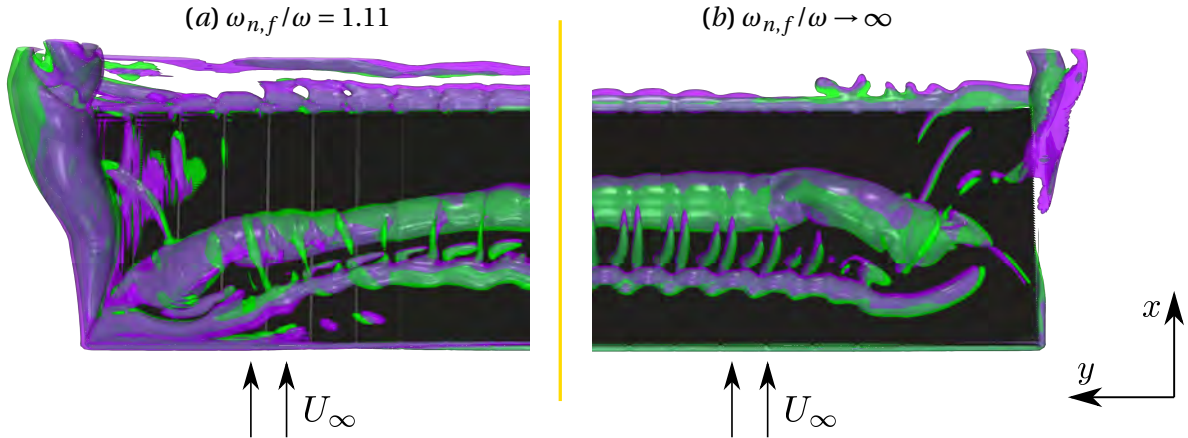 (a) ω_{n,f}/ω = 1.11
(b) ω_{n,f}/ω → ∞
U_∞
U_∞
x
y